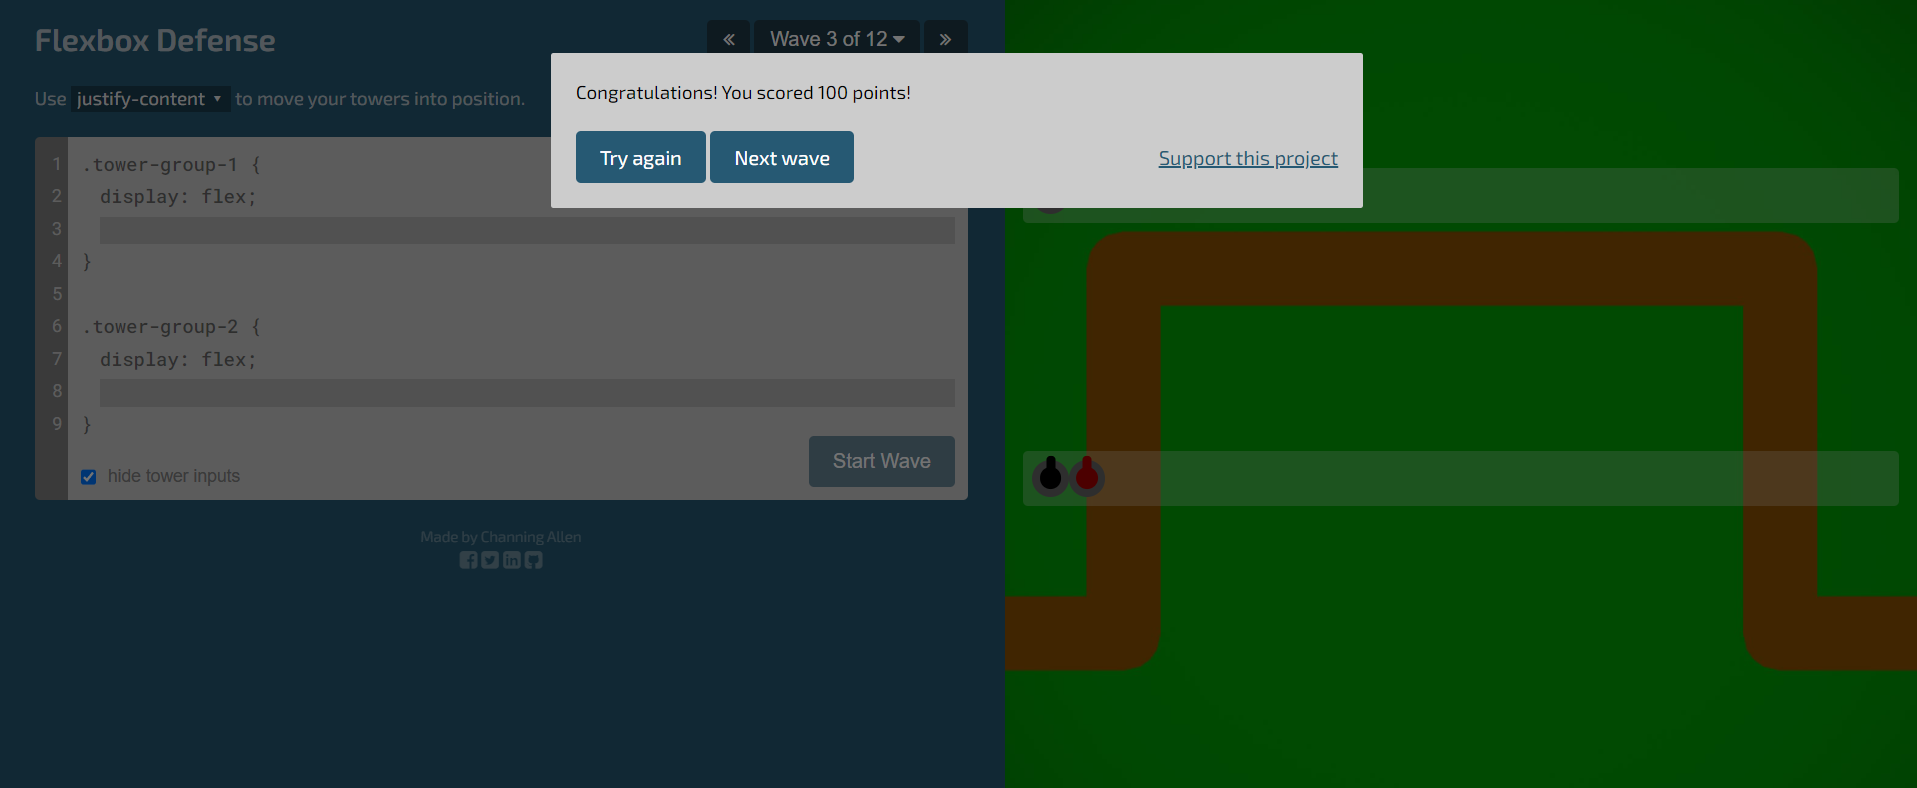 Flexbox Defense
« Wave 3 of 12 »
Use justify-content to move your towers into position.
Congratulations! You scored 100 points!
Try again Next wave Support this project
1 .tower-group-1 {
2 display: flex;
3
4 }
5
6 .tower-group-2 {
7 display: flex;
8
9 }
hide tower inputs
Start Wave
Made by Channing Allen